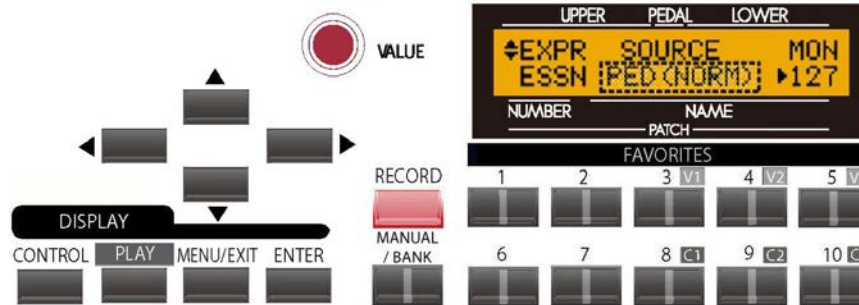 UPPER PEDAL LOWER
VALUE
EXPR SOURCE MON
ESSN PED(NORM) 127
NUMBER NAME
PATCH
FAVORITES
RECORD 1 2 3 V1 4 V2 5
DISPLAY
MANUAL
CONTROL PLAY MENU/EXIT ENTER / BANK 6 7 8 C1 9 C2 10